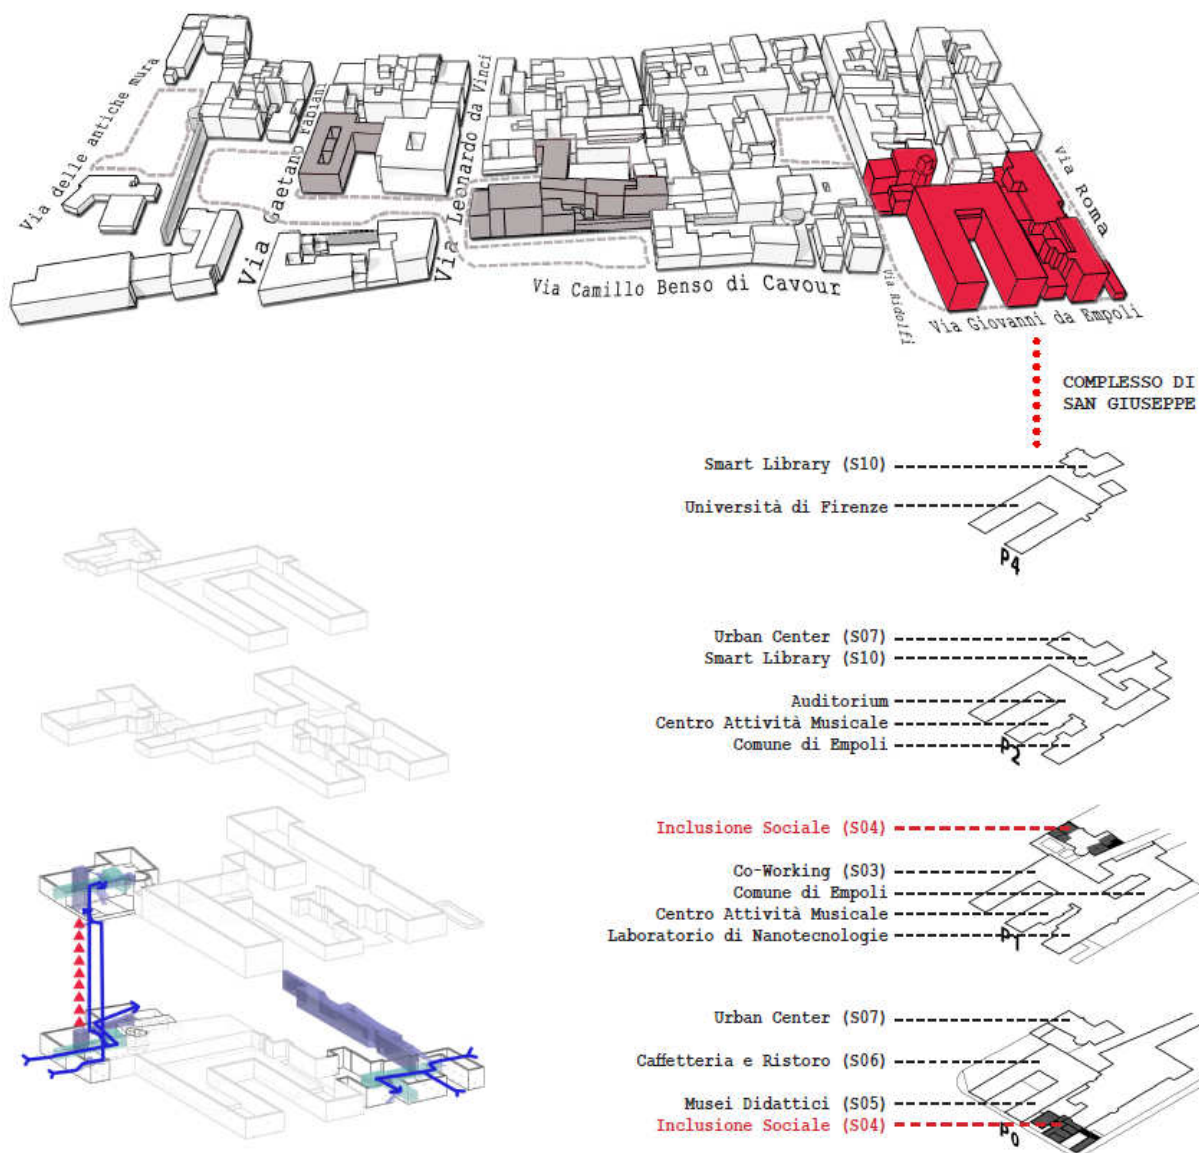 Via delle antiche mura
Via Gaetano Fabiani
Via Leonardo da Vinci
Via Camillo Benso di Cavour
Via Ridolfi
Via Giovanni da Empoli
Via Roma
COMPLESSO DI
SAN GIUSEPPE
Smart Library (S10)
Università di Firenze
P4
Urban Center (S07)
Smart Library (S10)
Auditorium
Centro Attività Musicale
Comune di Empoli
P2
Inclusione Sociale (S04)
Co-Working (S03)
Comune di Empoli
Centro Attività Musicale
Laboratorio di Nanotecnologie
P1
Urban Center (S07)
Caffetteria e Ristoro (S06)
Musei Didattici (S05)
Inclusione Sociale (S04)
P0